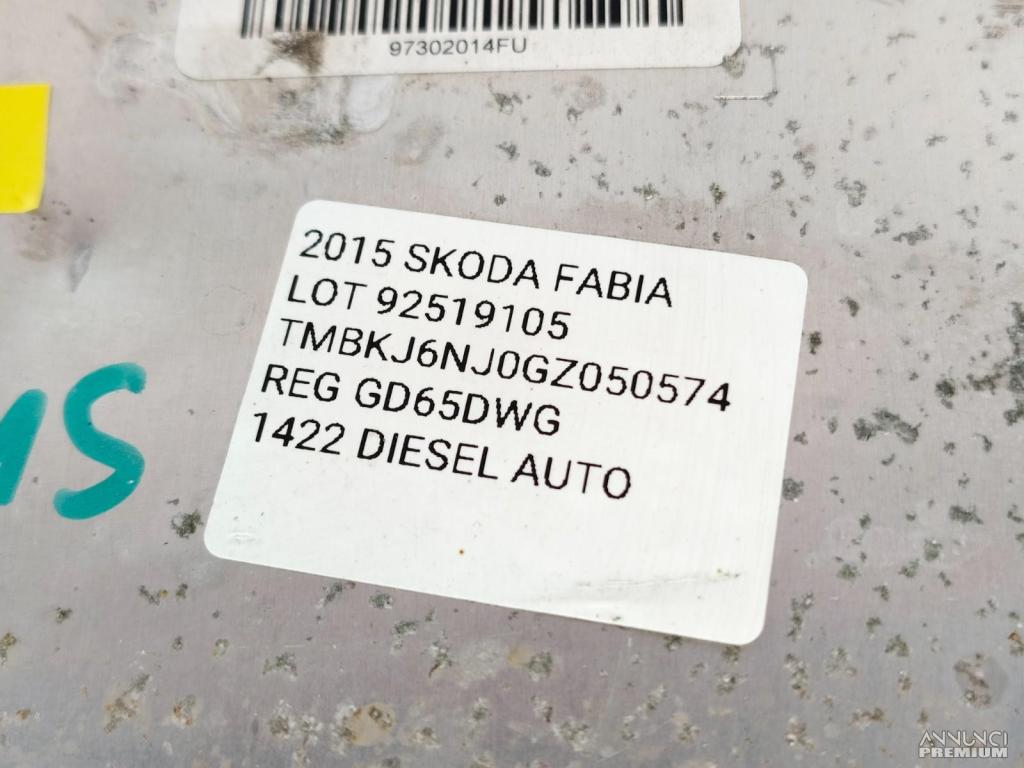 97302014FU
2015 SKODA FABIA
LOT 92519105
TMBKJ6NJ0GZ050574
REG GD65DWG
1422 DIESEL AUTO
ANNUNCI
PREMIUM